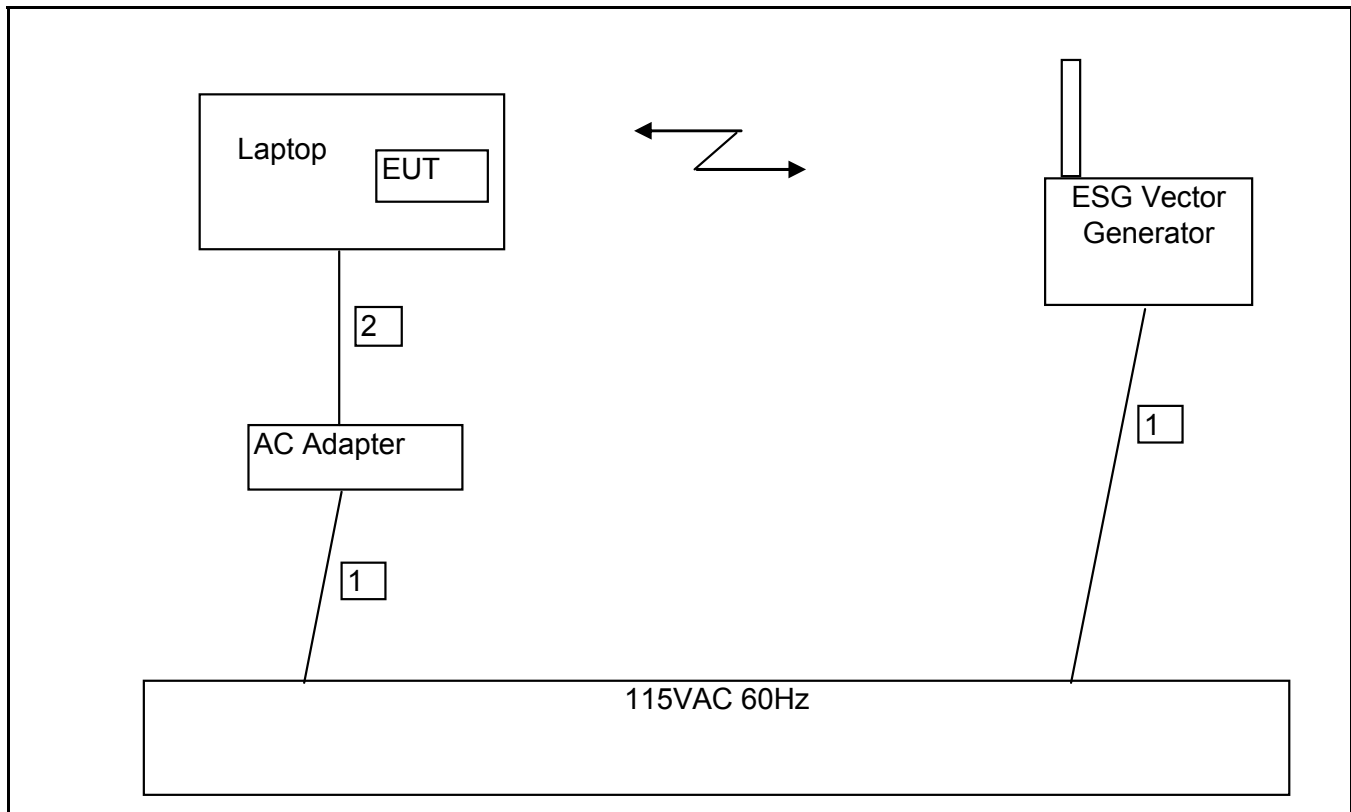 Laptop
EUT
ESG Vector
Generator
2
1
AC Adapter
1
115VAC 60Hz